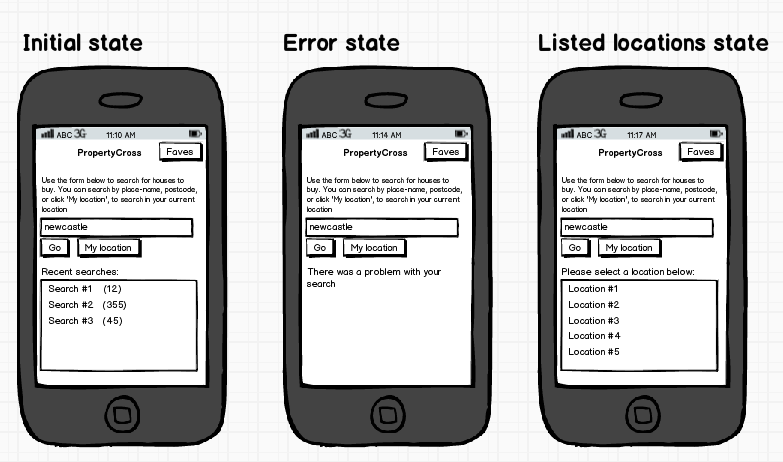 Initial state
ABC 3G 11:10 AM
PropertyCross
Faves
Use the form below to search for houses to
buy. You can search by place-name, postcode,
or click 'My location', to search in your current
location
newcastle
Go
My location
Recent searches:
Search #1 (12)
Search #2 (355)
Search #3 (45)
Error state
ABC 3G 11:14 AM
PropertyCross
Faves
Use the form below to search for houses to
buy. You can search by place-name, postcode,
or click 'My location', to search in your current
location
newcastle
Go
My location
There was a problem with your
search
Listed locations state
ABC 3G 11:17 AM
PropertyCross
Faves
Use the form below to search for houses to
buy. You can search by place-name, postcode,
or click 'My location', to search in your current
location
newcastle
Go
My location
Please select a location below:
Location #1
Location #2
Location #3
Location #4
Location #5